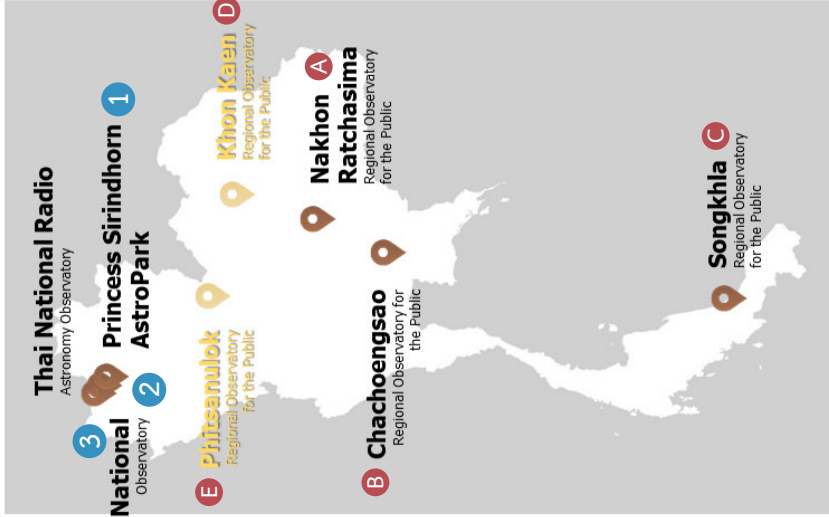 Thai National Radio
Astronomy Observatory
1
Princess Sirindhorn
AstroPark
3
National
Observatory
2
D
Khon Kaen
Regional Observatory
for the Public
E
Phitsanulok
Regional Observatory
for the Public
A
Nakhon
Ratchasima
Regional Observatory
for the Public
B
Chachoengsao
Regional Observatory for
the Public
C
Songkhla
Regional Observatory
for the Public